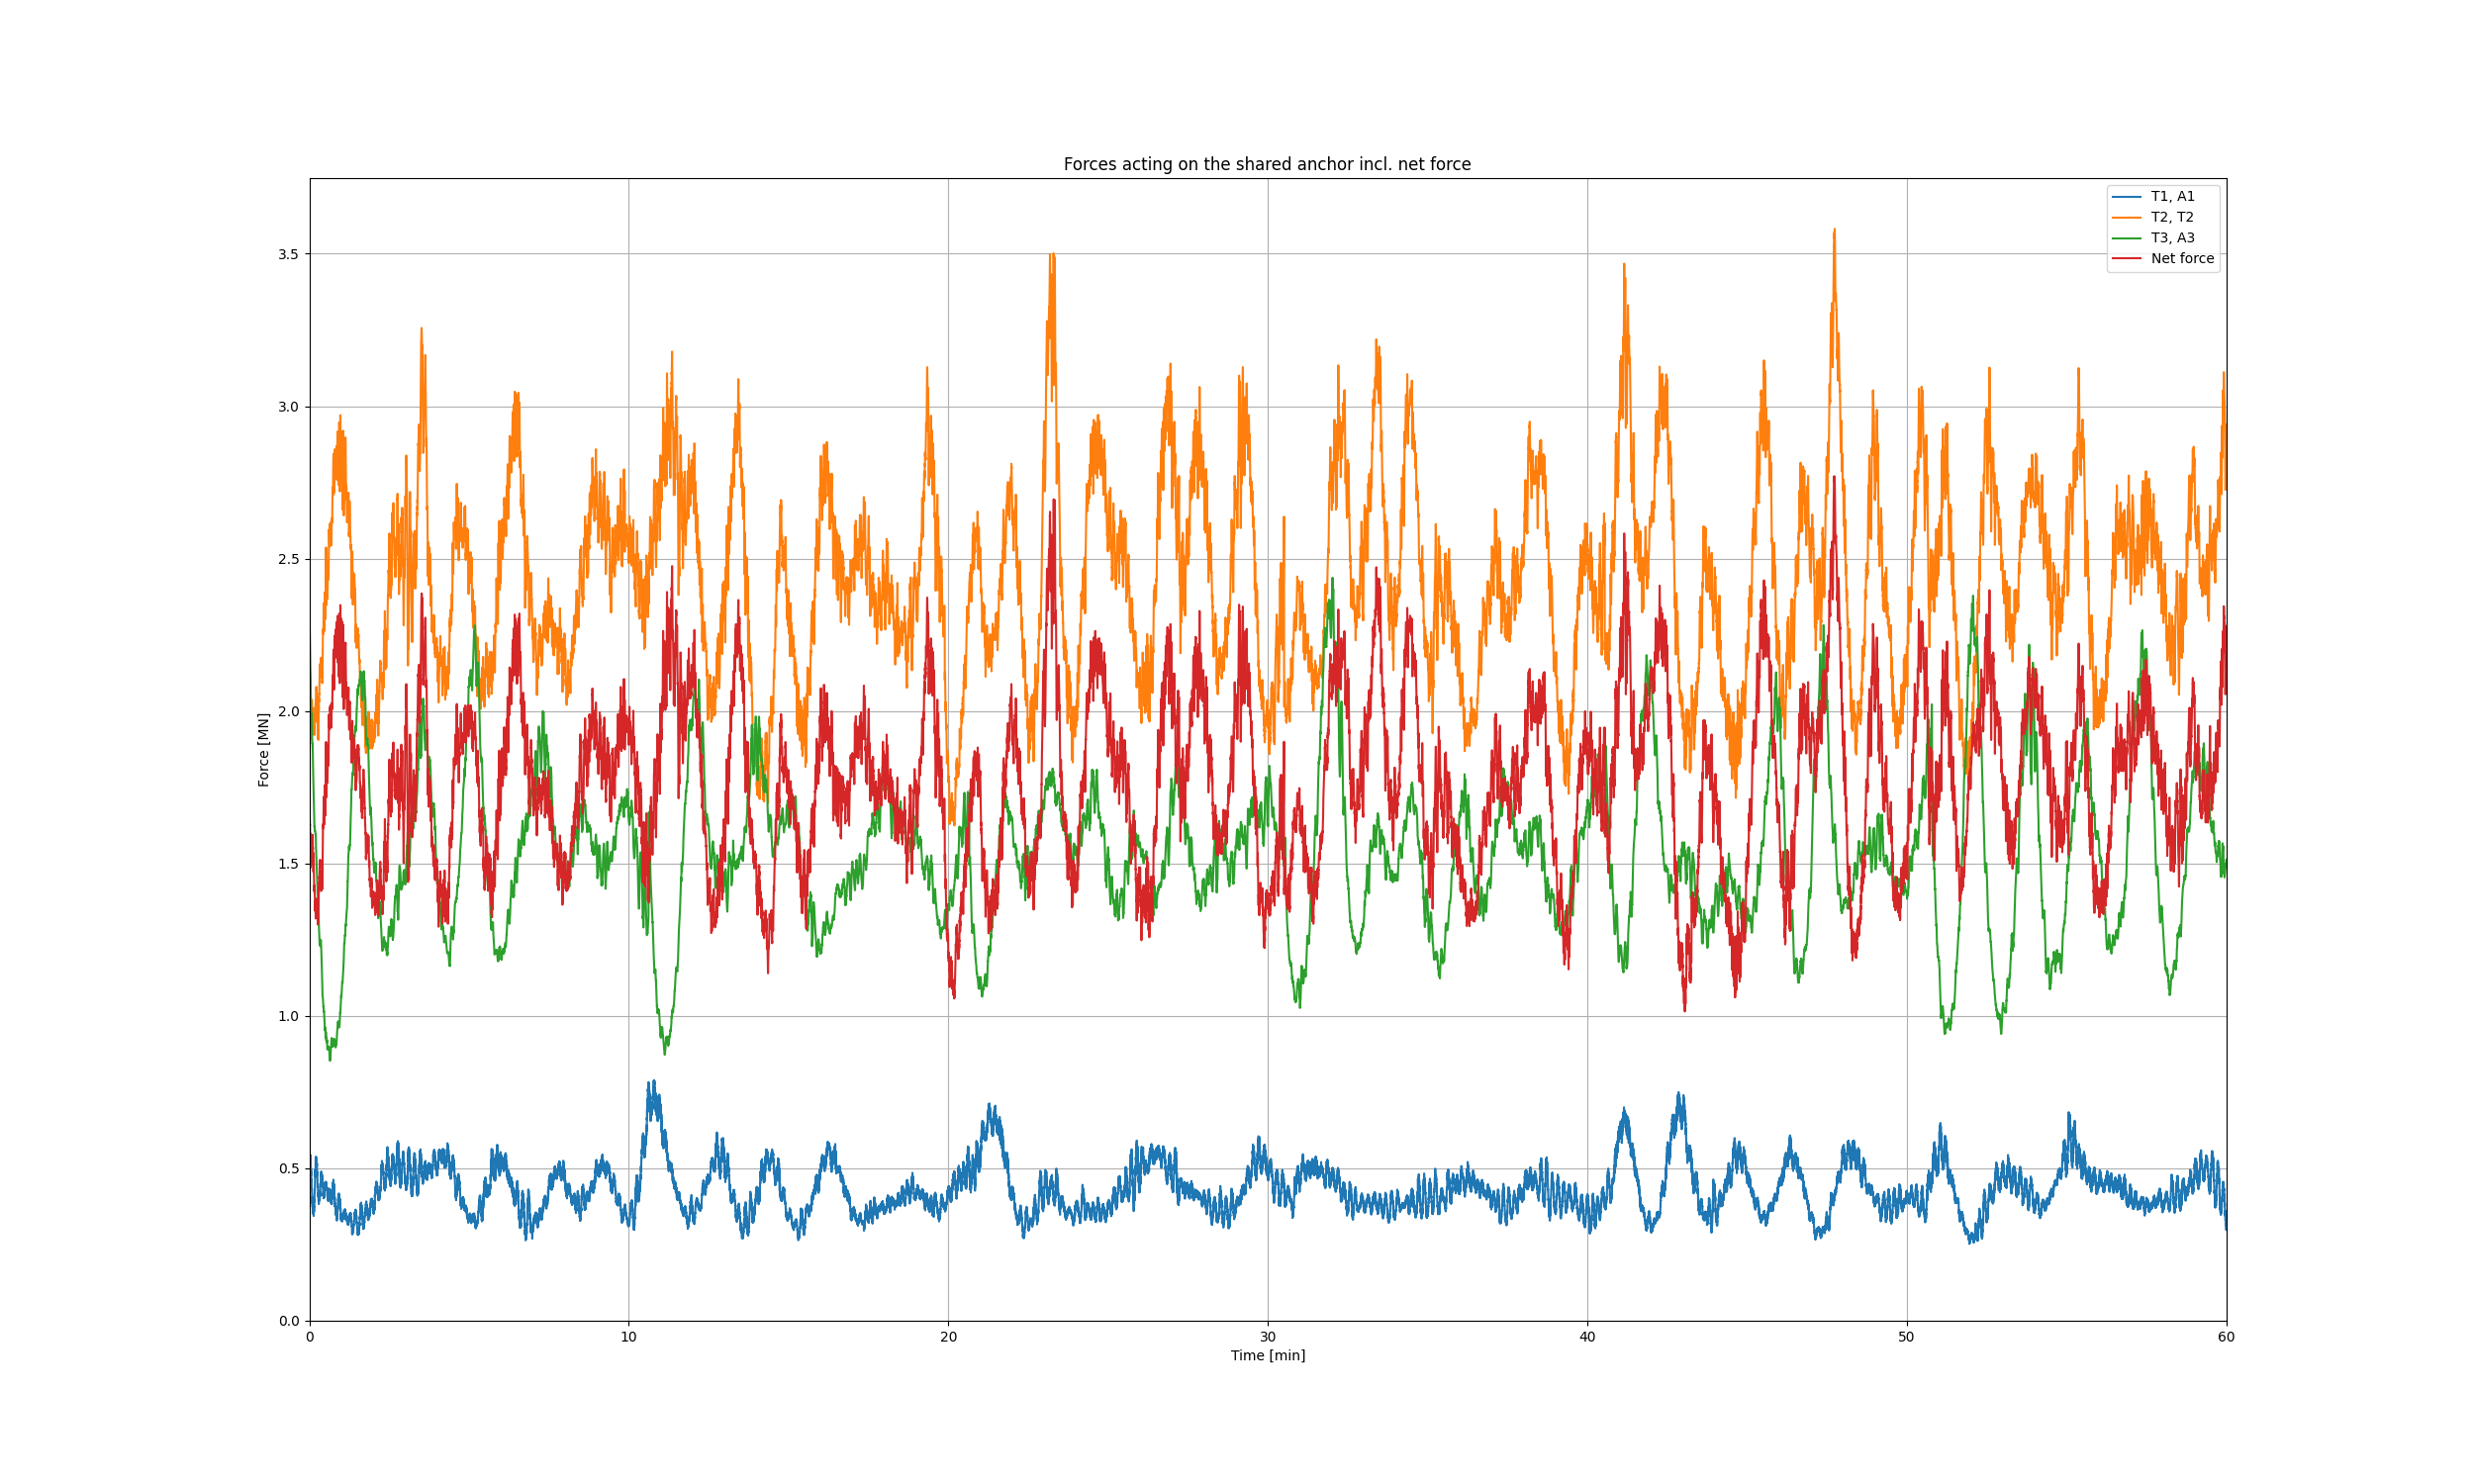 Forces acting on the shared anchor incl. net force
T1, A1
T2, T2
T3, A3
Net force
3.5
3.0
2.5
2.0
1.5
1.0
0.5
0.0
Force [MN]
0 10 20 30 40 50 60
Time [min]